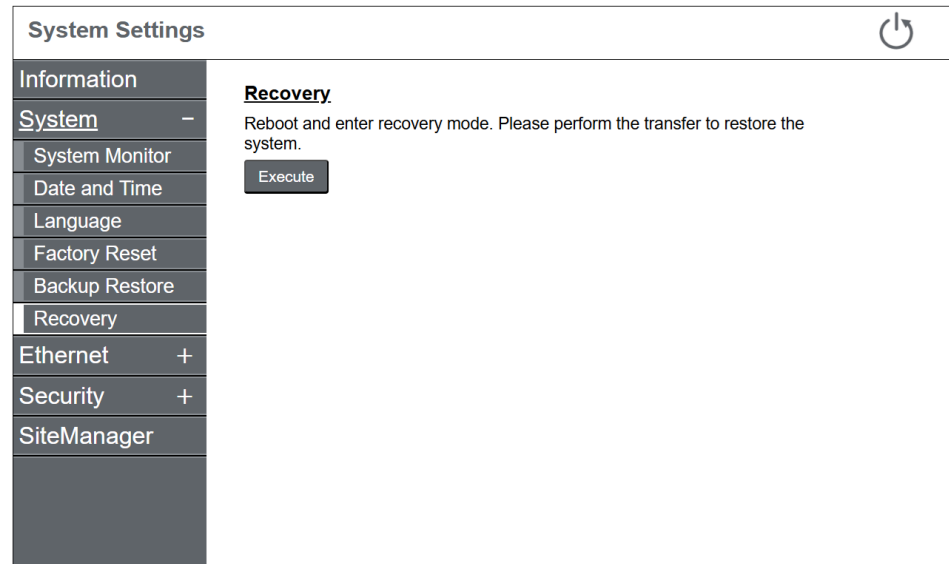 System Settings
Information
System −
System Monitor
Date and Time
Language
Factory Reset
Backup Restore
Recovery
Ethernet +
Security +
SiteManager
Recovery
Reboot and enter recovery mode. Please perform the transfer to restore the
system.
Execute